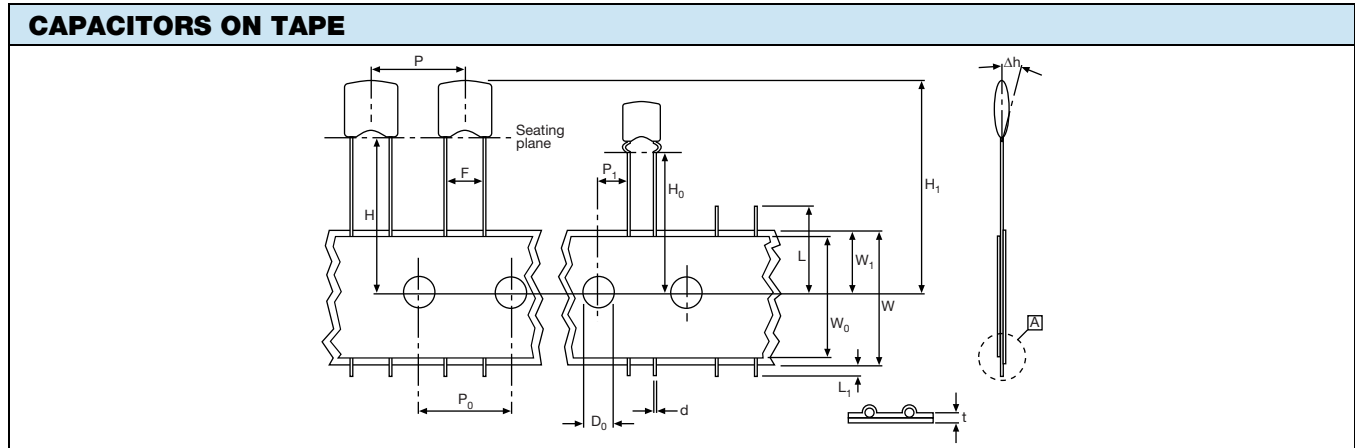 CAPACITORS ON TAPE
P
Δh
Seating
plane
F
P1
H0
H1
H
L
W1
W
W0
A
L1
P0
D0
d
t